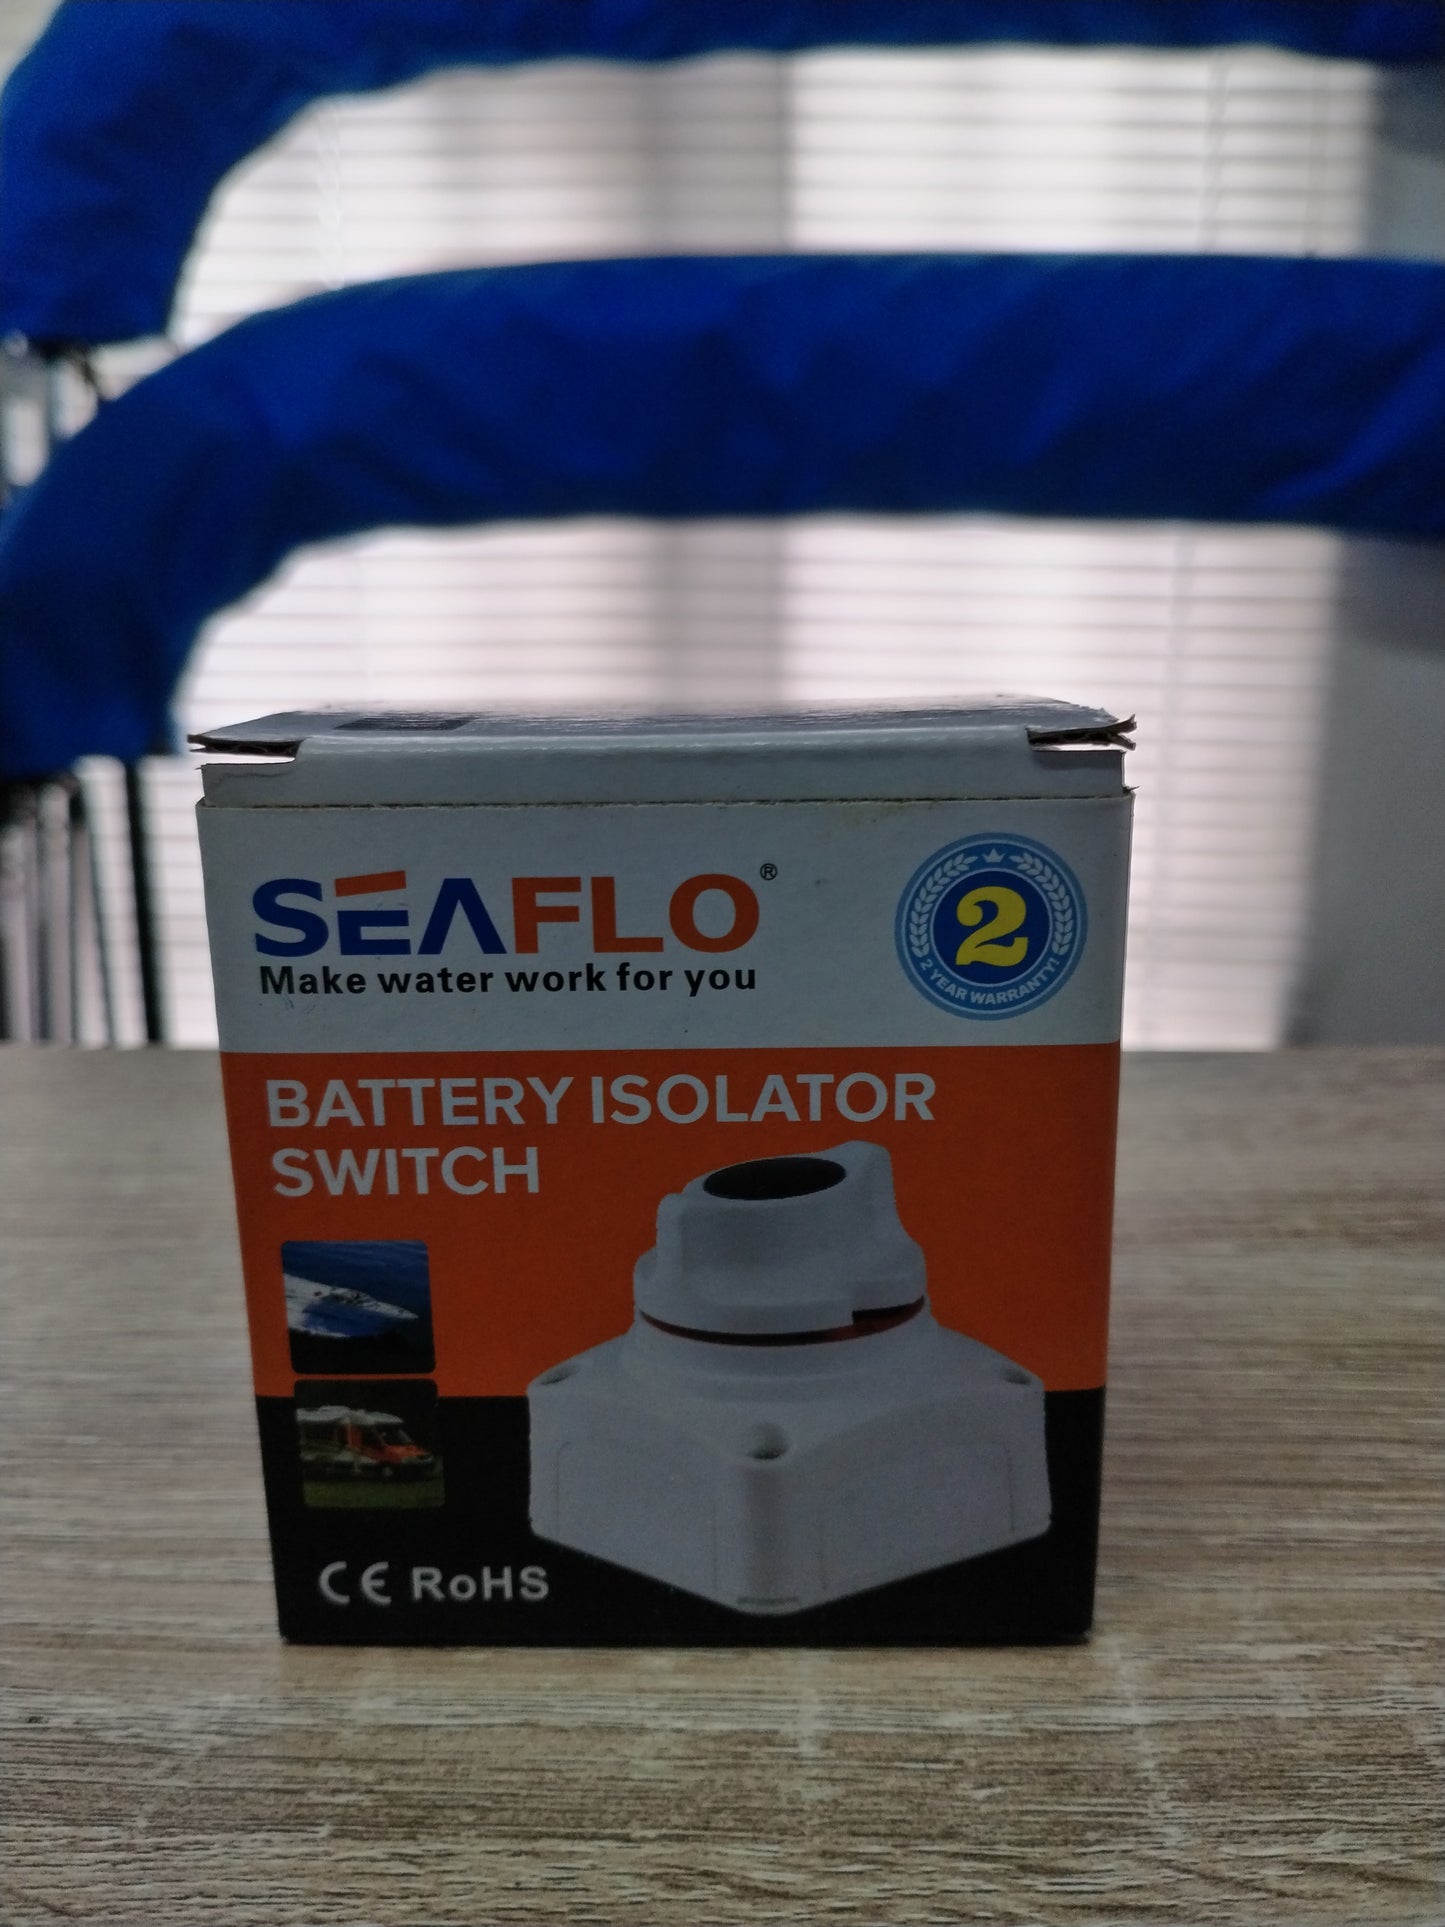 SEAFLO®
Make water work for you
2
2 YEAR WARRANTY!
BATTERY ISOLATOR
SWITCH
CE RoHS